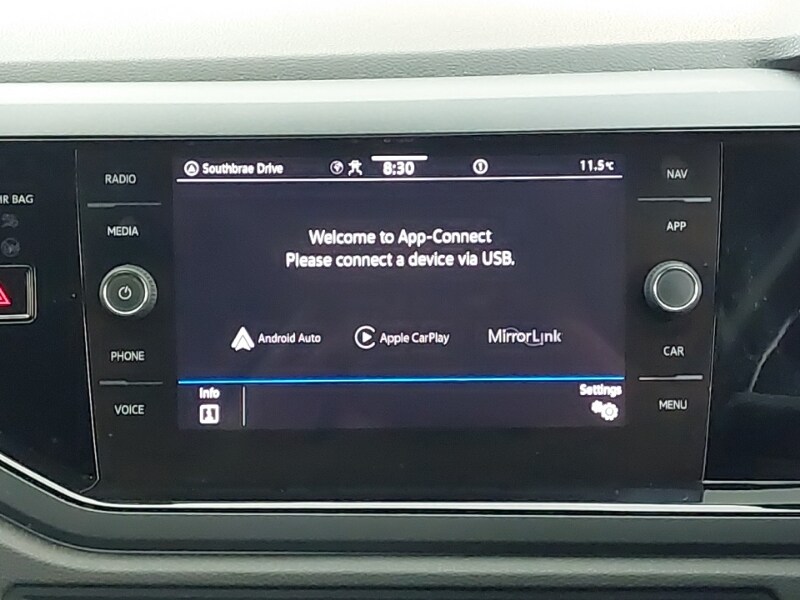 Southbrae Drive 8:30 11.5°C
RADIO
MEDIA
PHONE
VOICE
BAG
Welcome to App-Connect
Please connect a device via USB.
Android Auto Apple CarPlay MirrorLink
Info Settings
NAV
APP
CAR
MENU